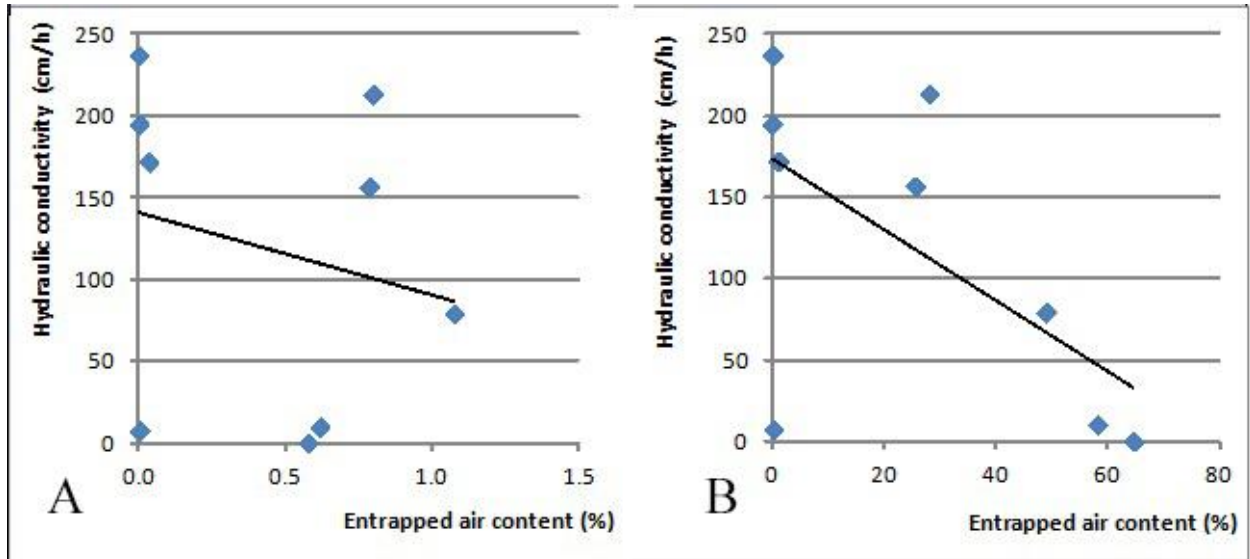 Hydraulic conductivity (cm/h)
250
200
150
100
50
0
0.0 0.5 1.0 1.5
A
Entrapped air content (%)
Hydraulic conductivity (cm/h)
250
200
150
100
50
0
0 20 40 60 80
B
Entrapped air content (%)